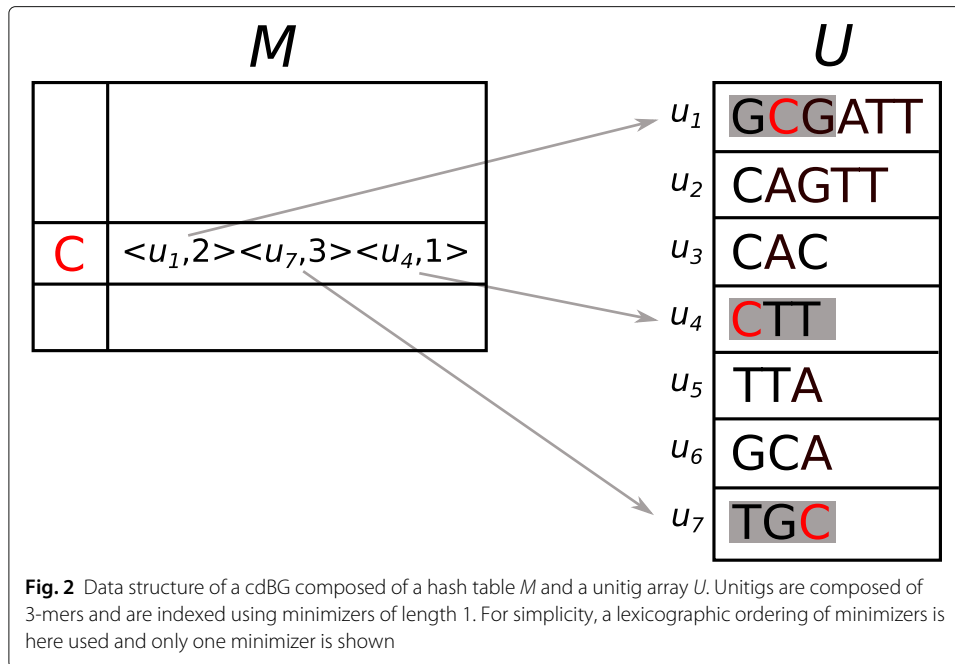 M
U
C
<u1,2><u7,3><u4,1>
u1 GCGATT
u2 CAGTT
u3 CAC
u4 CTT
u5 TTA
u6 GCA
u7 TGC
Fig. 2 Data structure of a cdBG composed of a hash table M and a unitig array U. Unitigs are composed of
3-mers and are indexed using minimizers of length 1. For simplicity, a lexicographic ordering of minimizers is
here used and only one minimizer is shown